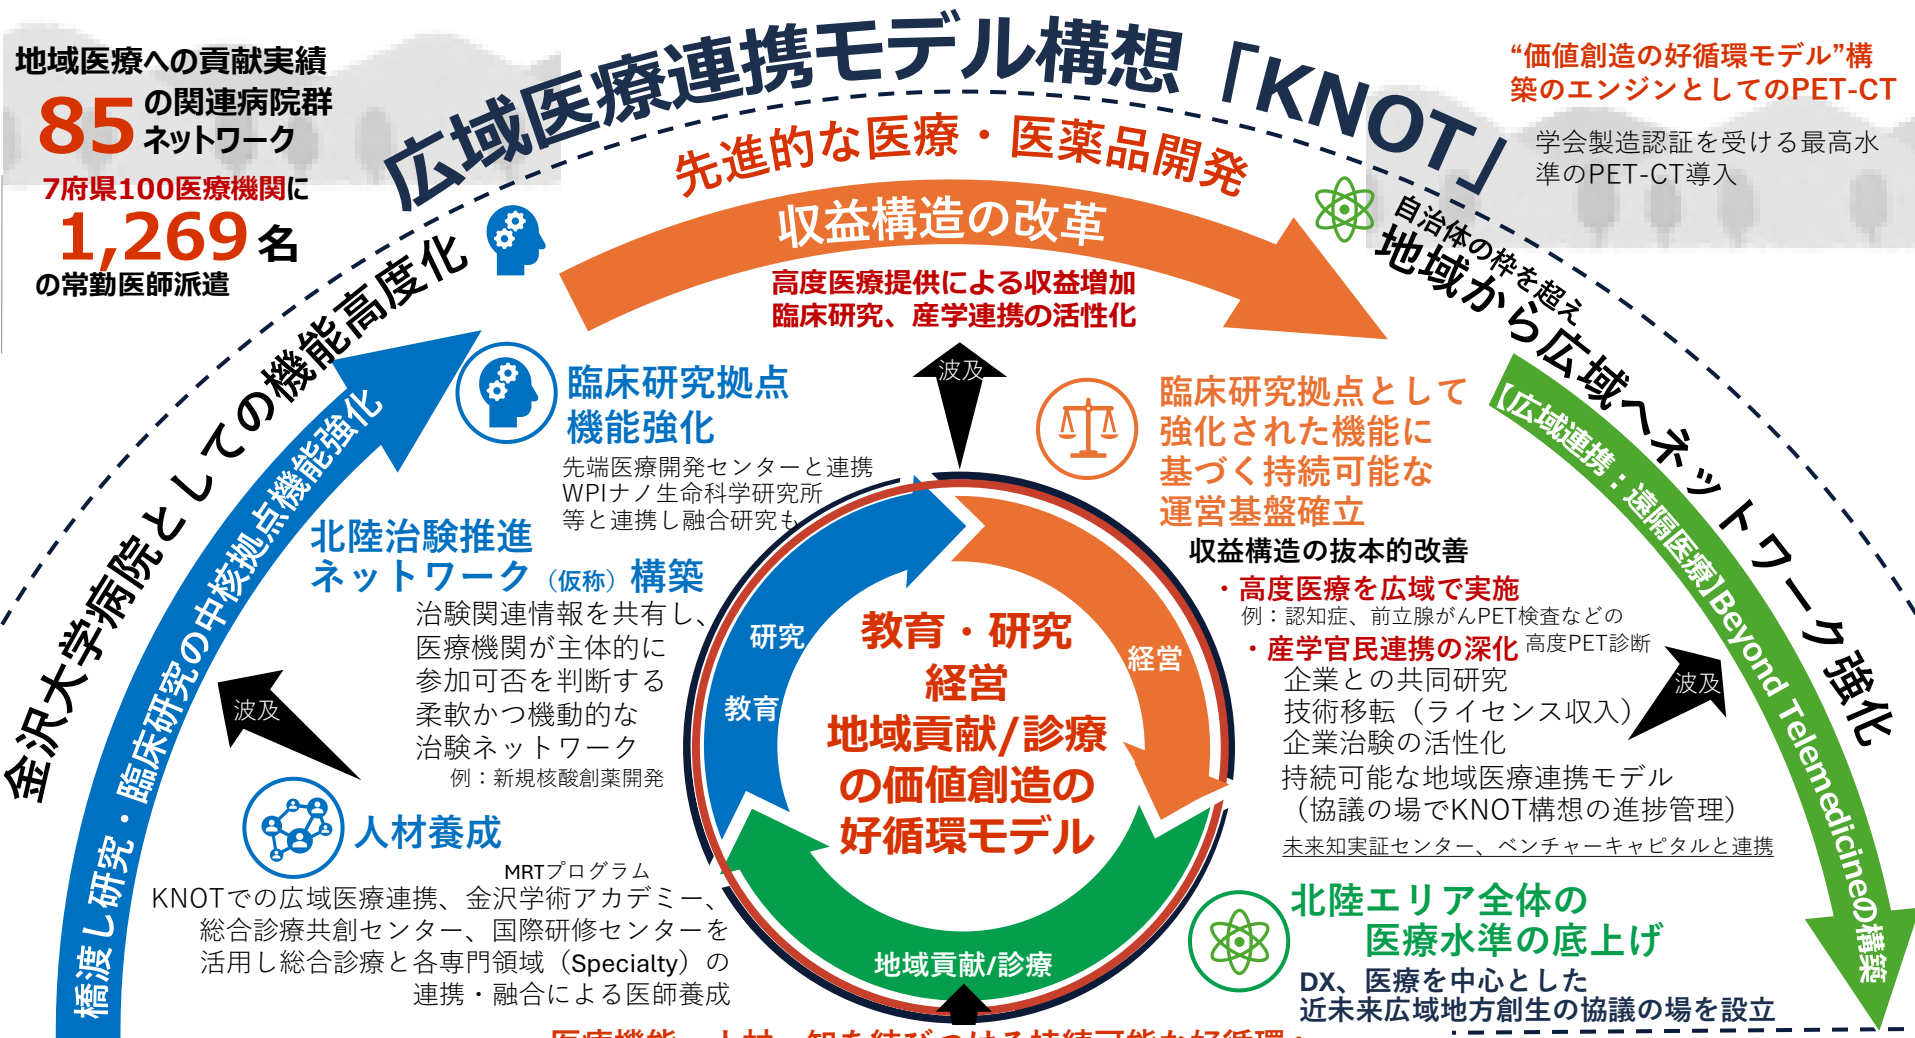 地域医療への貢献実績
85の関連病院群
ネットワーク
7府県100医療機関に
1,269名
の常勤医師派遣
広域医療連携モデル構想「KNOT」
“価値創造の好循環モデル”構
築のエンジンとしてのPET-CT
学会製造認証を受ける最高水
準のPET-CT導入
先進的な医療・医薬品開発
収益構造の改革
高度医療提供による収益増加
臨床研究、産学連携の活性化
波及
金沢大学病院としての機能高度化
橋渡し研究・臨床研究の中核拠点機能強化
自治体の枠を超え
地域から広域へネットワーク強化
【広域連携：遠隔医療】Beyond Telemedicineの構築
臨床研究拠点
機能強化
先端医療開発センターと連携
WPIナノ生命科学研究所
等と連携し融合研究も
北陸治験推進
ネットワーク（仮称）構築
治験関連情報を共有し、
医療機関が主体的に
参加可否を判断する
柔軟かつ機動的な
治験ネットワーク
例：新規核酸創薬開発
波及
人材養成
MRTプログラム
KNOTでの広域医療連携、金沢学術アカデミー、
総合診療共創センター、国際研修センターを
活用し総合診療と各専門領域（Specialty）の
連携・融合による医師養成
研究
教育
経営
地域貢献/診療
教育・研究
経営
地域貢献/診療
の価値創造の
好循環モデル
臨床研究拠点として
強化された機能に
基づく持続可能な
運営基盤確立
収益構造の抜本的改善
・高度医療を広域で実施
例：認知症、前立腺がんPET検査などの
高度PET診断
・産学官民連携の深化
企業との共同研究
技術移転（ライセンス収入）
企業治験の活性化
持続可能な地域医療連携モデル
（協議の場でKNOT構想の進捗管理）
未来知実証センター、ベンチャーキャピタルと連携
波及
北陸エリア全体の
医療水準の底上げ
DX、医療を中心とした
近未来広域地方創生の協議の場を設立